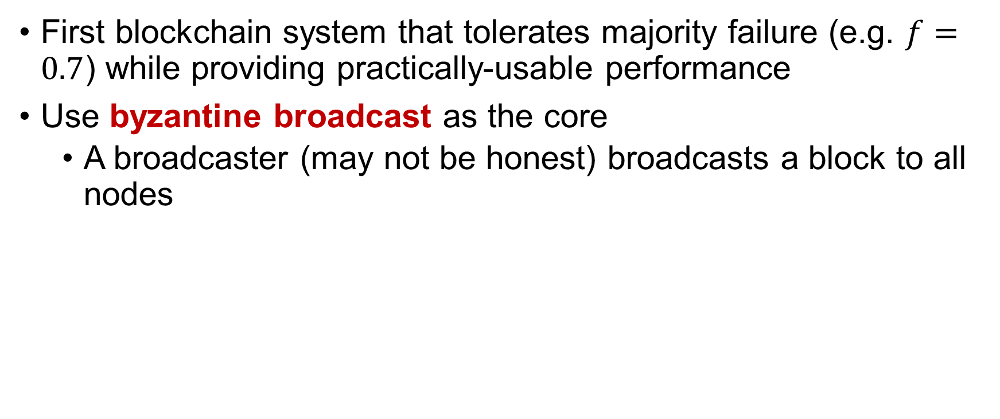 • First blockchain system that tolerates majority failure (e.g. 𝑓 =
0.7) while providing practically-usable performance
• Use byzantine broadcast as the core
• A broadcaster (may not be honest) broadcasts a block to all
nodes